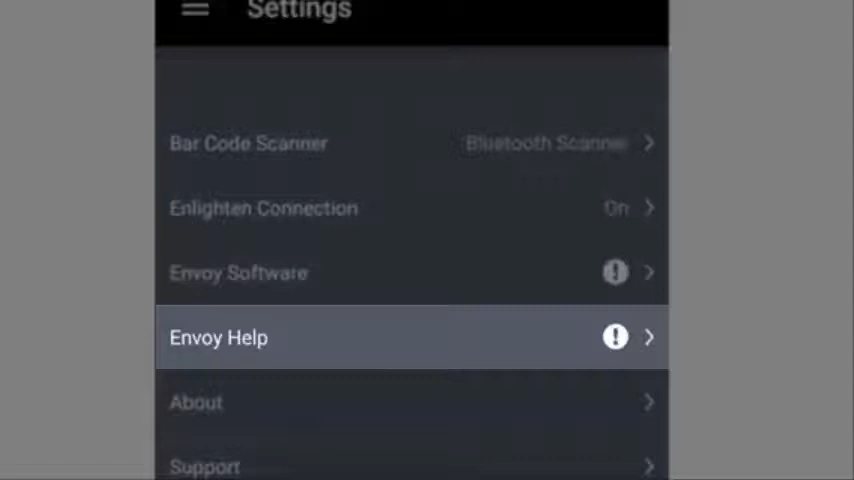 Settings
Bar Code Scanner Bluetooth Scanner
Enlighten Connection On
Envoy Software
Envoy Help
About
Support